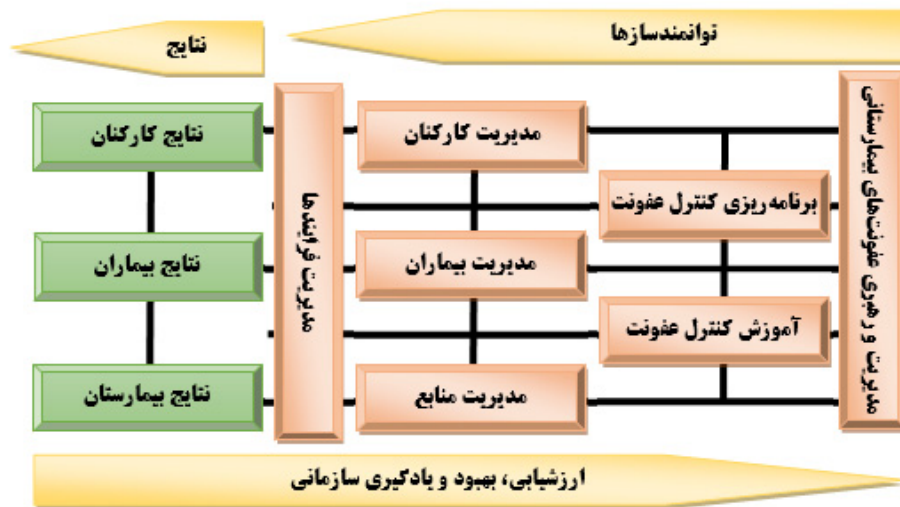 توانمندسازها
نتایج
مدیریت و رهبری عفونت‌های بیمارستانی
برنامه‌ریزی کنترل عفونت
آموزش کنترل عفونت
مدیریت کارکنان
مدیریت بیماران
مدیریت منابع
مدیریت فرایندها
نتایج کارکنان
نتایج بیماران
نتایج بیمارستان
ارزشیابی، بهبود و یادگیری سازمانی